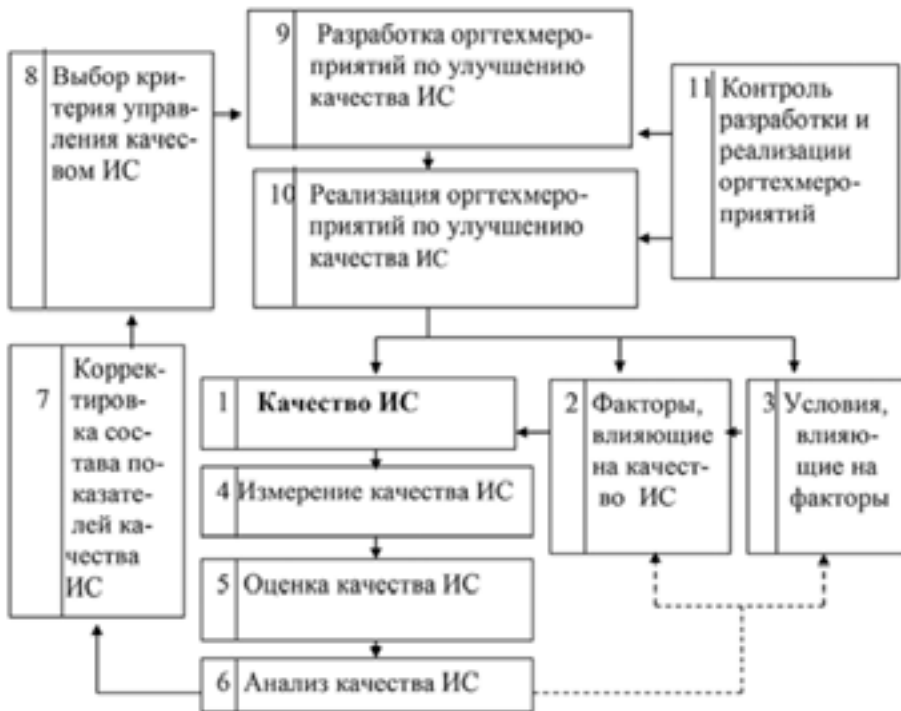 9 Разработка оргтехмеро-
приятий по улучшению
качества ИС
8 Выбор кри-
терия управ-
ления качес-
вом ИС
11 Контроль
разработки и
реализации
оргтехмеро-
приятий
10 Реализация оргтехмеро-
приятий по улучшению
качества ИС
7 Коррек-
тиров-
ка сос-
тава по-
казате-
лей ка-
чества
ИС
1 Качество ИС
2 Факторы,
влияющие
на качест-
во ИС
3 Условия,
влияю-
щие на
факторы
4 Измерение качества ИС
5 Оценка качества ИС
6 Анализ качества ИС